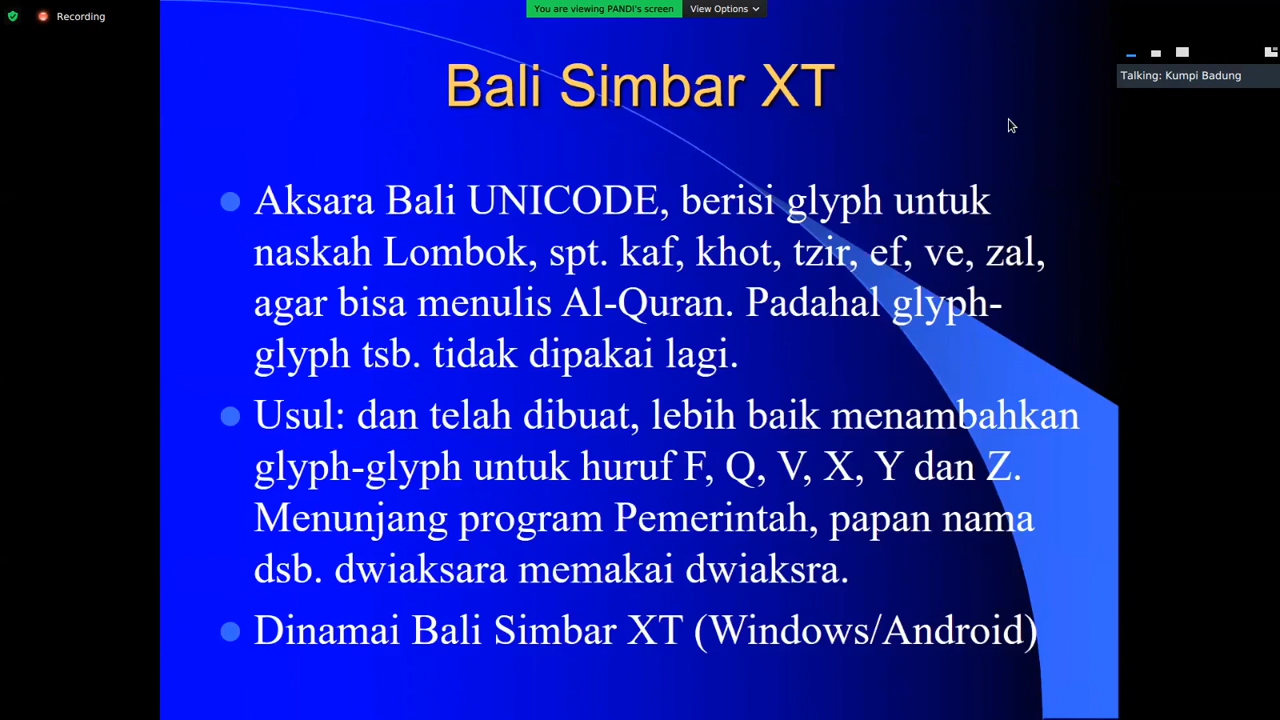 Recording
You are viewing PANDI's screen
View Options
Talking: Kumpi Badung
Bali Simbar XT
Aksara Bali UNICODE, berisi glyph untuk
naskah Lombok, spt. kaf, khot, tzir, ef, ve, zal,
agar bisa menulis Al-Quran. Padahal glyph-
glyph tsb. tidak dipakai lagi.
Usul: dan telah dibuat, lebih baik menambahkan
glyph-glyph untuk huruf F, Q, V, X, Y dan Z.
Menunjang program Pemerintah, papan nama
dsb. dwiaksara memakai dwiaksra.
Dinamai Bali Simbar XT (Windows/Android)